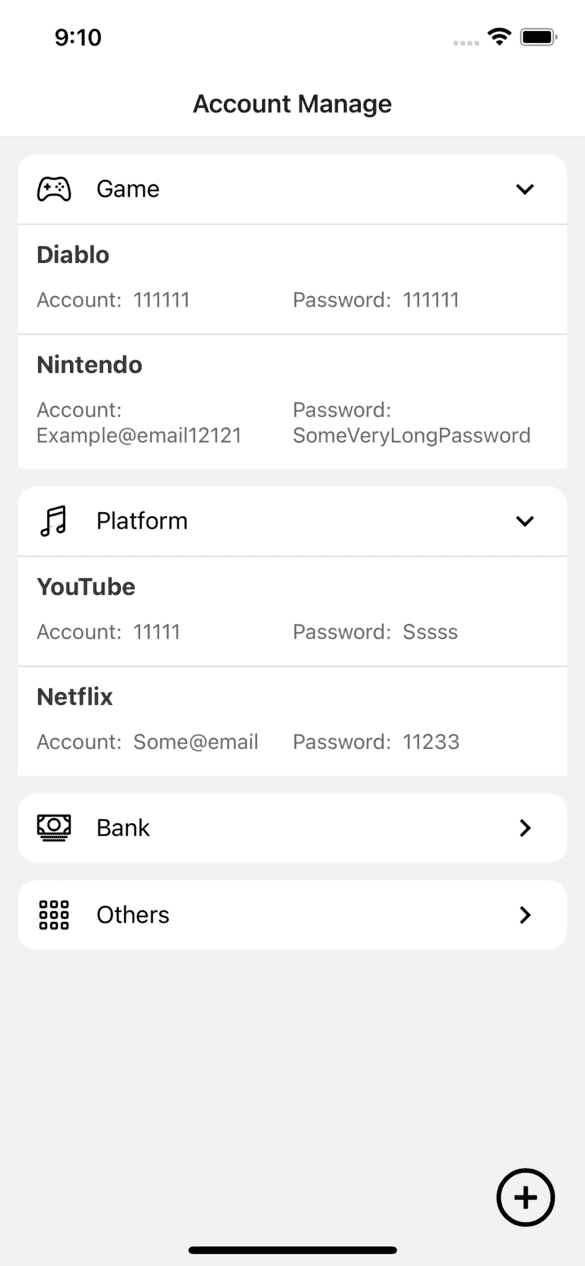 9:10
Account Manage
Game
Diablo
Account: 111111 Password: 111111
Nintendo
Account: Password:
Example@email12121 SomeVeryLongPassword
Platform
YouTube
Account: 11111 Password: Sssss
Netflix
Account: Some@email Password: 11233
Bank
Others